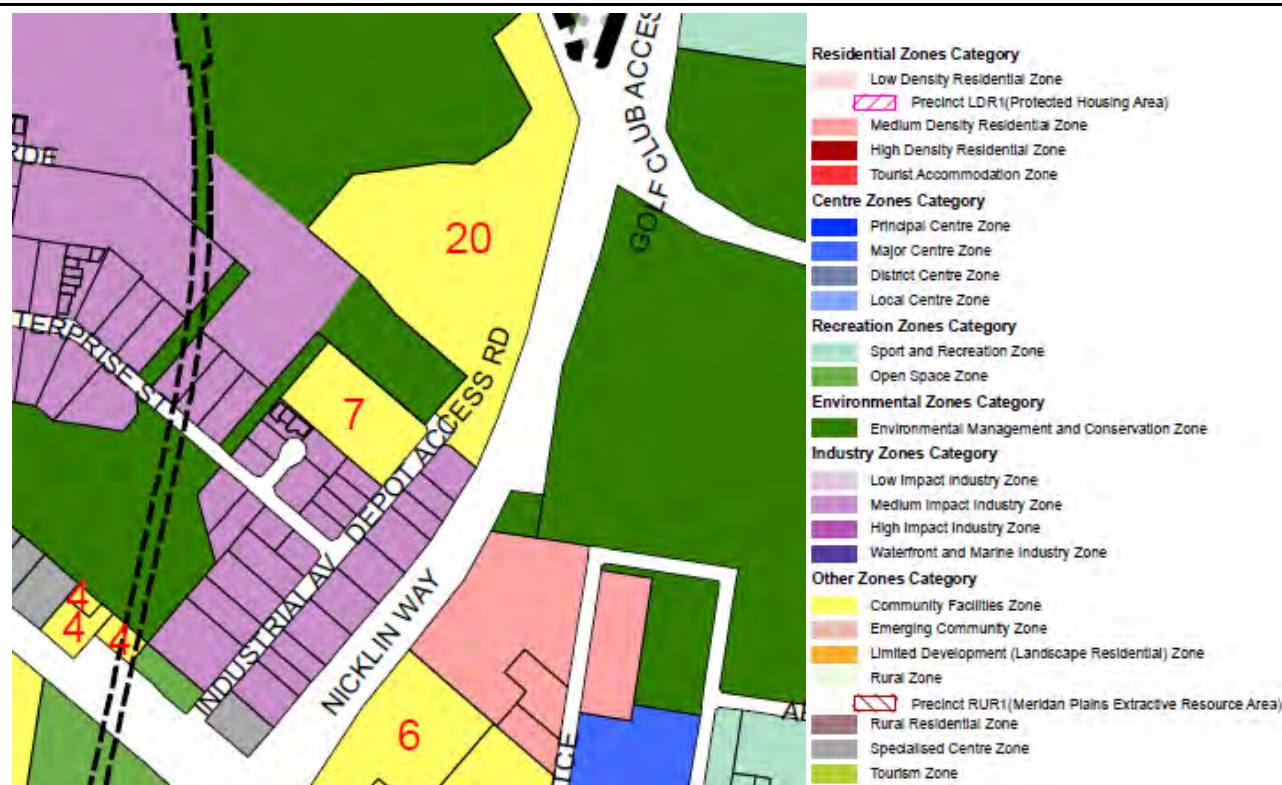 GOLF CLUB ACCES
RDE
20
TERPRISE ST
7
DEPOT ACCESS RD
INDUSTRIAL AV
NICKLIN WAY
4
4
4
6
ICE
Residential Zones Category
Low Density Residential Zone
Precinct LDR1(Protected Housing Area)
Medium Density Residential Zone
High Density Residential Zone
Tourist Accommodation Zone
Centre Zones Category
Principal Centre Zone
Major Centre Zone
District Centre Zone
Local Centre Zone
Recreation Zones Category
Sport and Recreation Zone
Open Space Zone
Environmental Zones Category
Environmental Management and Conservation Zone
Industry Zones Category
Low Impact Industry Zone
Medium Impact Industry Zone
High Impact Industry Zone
Waterfront and Marine Industry Zone
Other Zones Category
Community Facilities Zone
Emerging Community Zone
Limited Development (Landscape Residential) Zone
Rural Zone
Precinct RUR1(Meridan Plains Extractive Resource Area)
Rural Residential Zone
Specialised Centre Zone
Tourism Zone